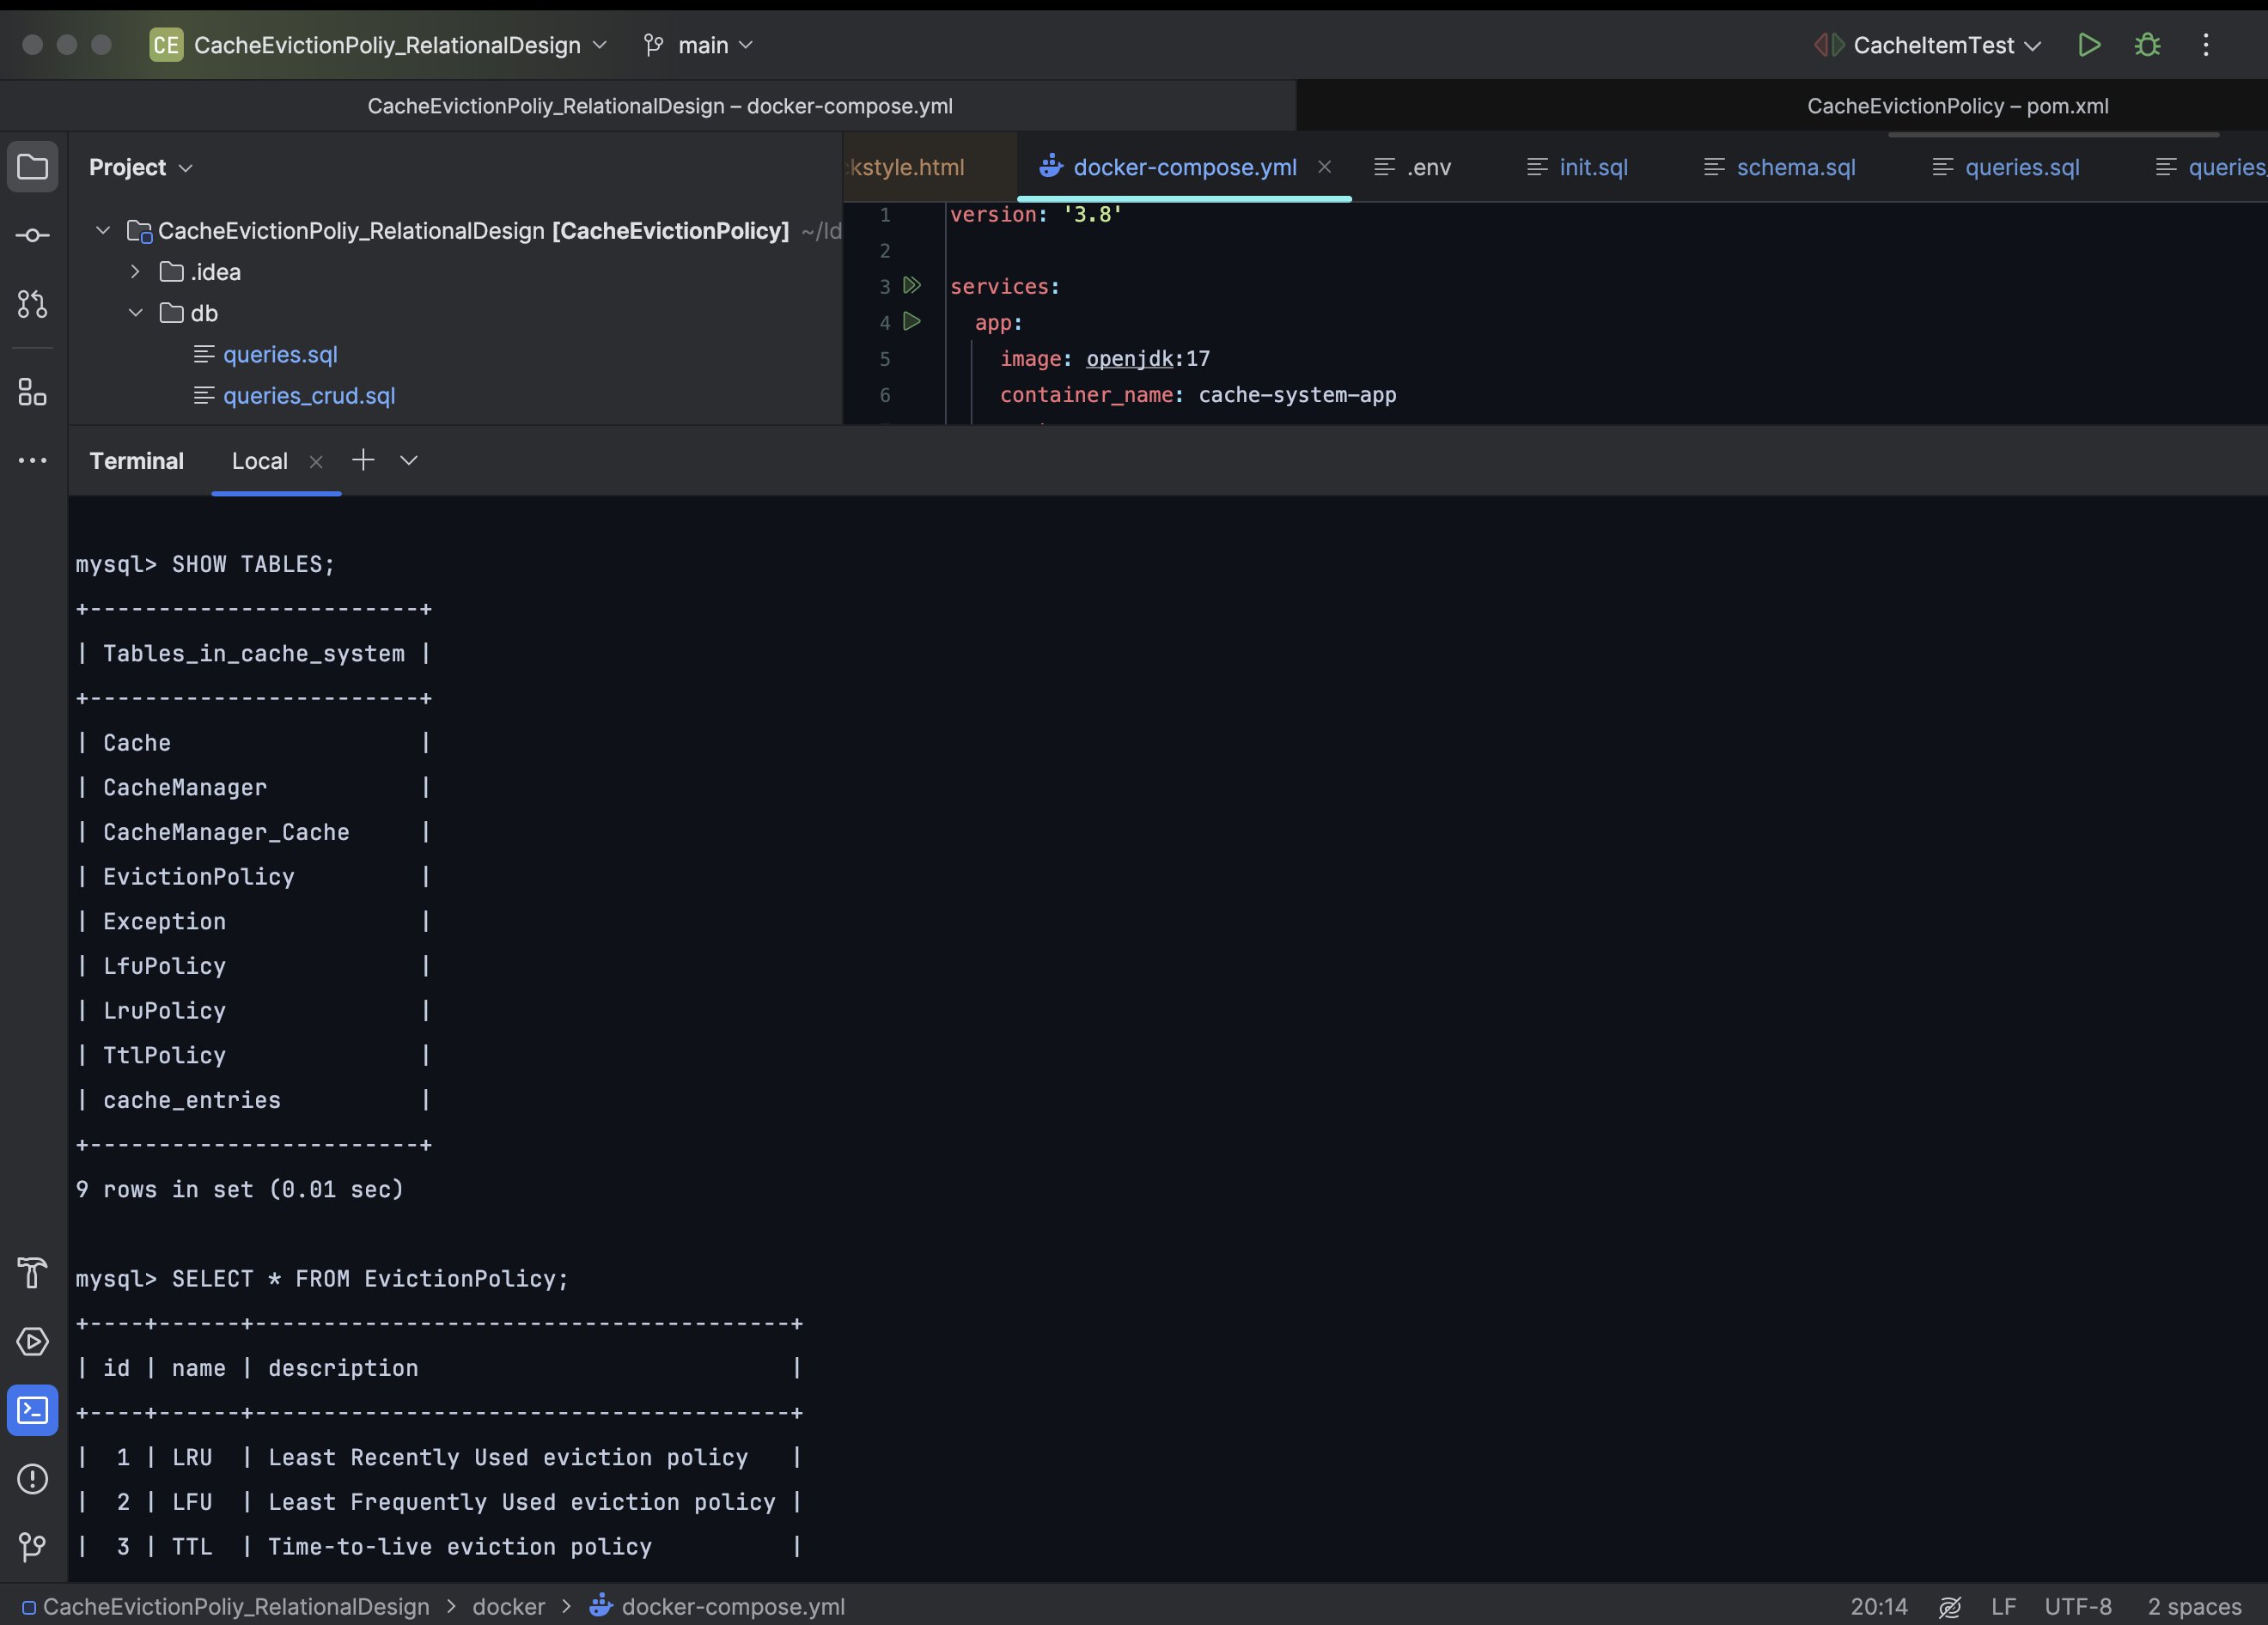 CE CacheEvictionPoliy_RelationalDesign main CacheItemTest
CacheEvictionPoliy_RelationalDesign – docker-compose.yml CacheEvictionPolicy – pom.xml
Project
kstyle.html docker-compose.yml .env init.sql schema.sql queries.sql queries
CacheEvictionPoliy_RelationalDesign [CacheEvictionPolicy] ~/Id
.idea
db
queries.sql
queries_crud.sql
1 version: '3.8'
2
3 services:
4 app:
5 image: openjdk:17
6 container_name: cache-system-app
Terminal Local
mysql> SHOW TABLES;
+------------------------+
| Tables_in_cache_system |
+------------------------+
| Cache |
| CacheManager |
| CacheManager_Cache |
| EvictionPolicy |
| Exception |
| LfuPolicy |
| LruPolicy |
| TtlPolicy |
| cache_entries |
+------------------------+
9 rows in set (0.01 sec)
mysql> SELECT * FROM EvictionPolicy;
+----+------+---------------------------------------+
| id | name | description |
+----+------+---------------------------------------+
| 1 | LRU | Least Recently Used eviction policy |
| 2 | LFU | Least Frequently Used eviction policy |
| 3 | TTL | Time-to-live eviction policy |
CacheEvictionPoliy_RelationalDesign > docker > docker-compose.yml 20:14 LF UTF-8 2 spaces